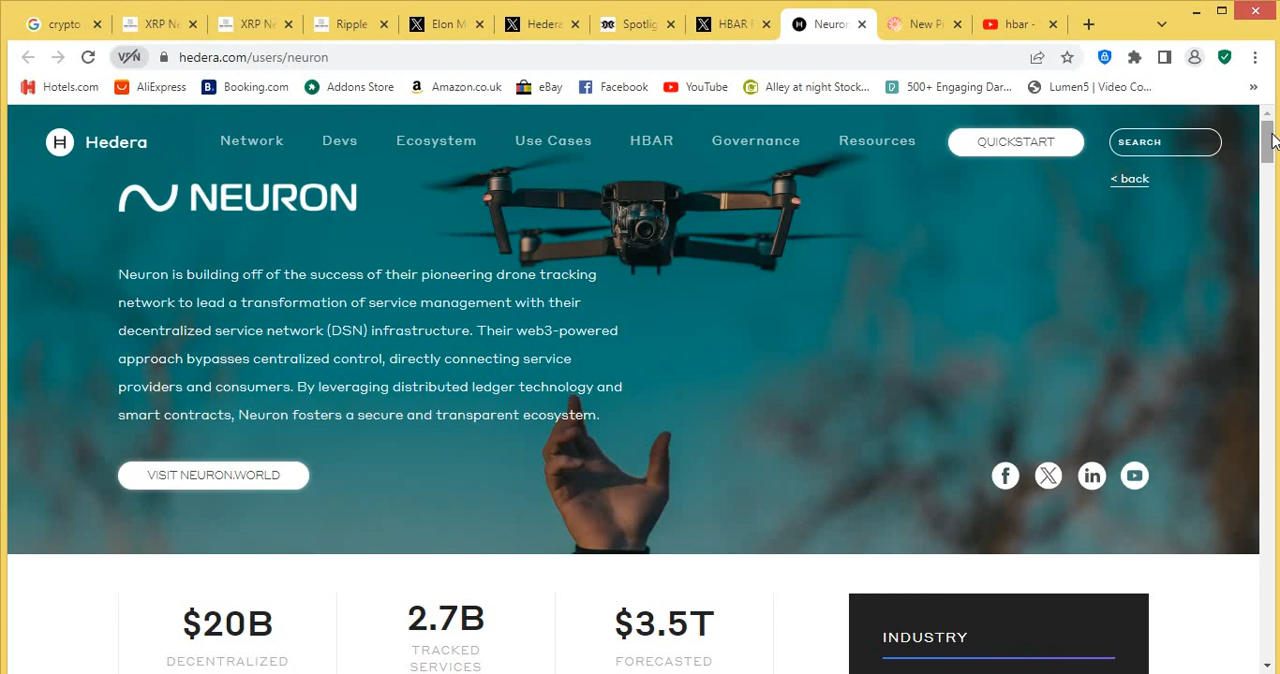 crypto
XRP Ne
XRP Ne
Ripple
Elon M
Hedera
Spotlig
HBAR F
Neuron
New Pi
hbar -
VPN
hedera.com/users/neuron
Hotels.com
AliExpress
Booking.com
Addons Store
Amazon.co.uk
eBay
Facebook
YouTube
Alley at night Stock...
500+ Engaging Dar...
Lumen5 | Video Co...
»
H Hedera
Network
Devs
Ecosystem
Use Cases
HBAR
Governance
Resources
QUICKSTART
SEARCH
< back
NEURON
Neuron is building off of the success of their pioneering drone tracking
network to lead a transformation of service management with their
decentralized service network (DSN) infrastructure. Their web3-powered
approach bypasses centralized control, directly connecting service
providers and consumers. By leveraging distributed ledger technology and
smart contracts, Neuron fosters a secure and transparent ecosystem.
VISIT NEURON.WORLD
$20B
DECENTRALIZED
2.7B
TRACKED
SERVICES
$3.5T
FORECASTED
INDUSTRY